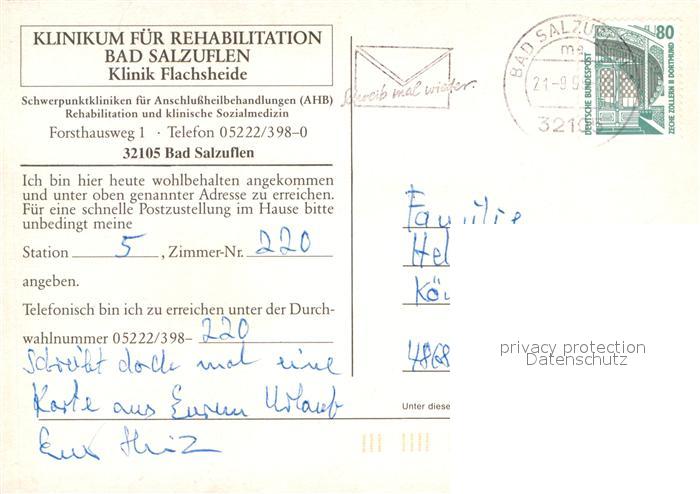 KLINIKUM FÜR REHABILITATION
BAD SALZUFLEN
Klinik Flachsheide
Schwerpunktkliniken für Anschlußheilbehandlungen (AHB)
Rehabilitation und klinische Sozialmedizin
Forsthausweg 1 · Telefon 05222/398-0
32105 Bad Salzuflen
Ich bin hier heute wohlbehalten angekommen
und unter oben genannter Adresse zu erreichen.
Für eine schnelle Postzustellung im Hause bitte
unbedingt meine
Station 5, Zimmer-Nr. 220
angeben.
Telefonisch bin ich zu erreichen unter der Durch-
wahlnummer 05222/398- 220
Schreibt doch mal eine
Karte aus Eurem Urlaub
Euer
Schreib mal wieder.
BAD SALZU
21-9
3210
80
DEUTSCHE BUNDESPOST
ZECHE ZOLLERN II DORTMUND
Familie
Hel
Kö
4868
privacy protection
Datenschutz
Unter diese